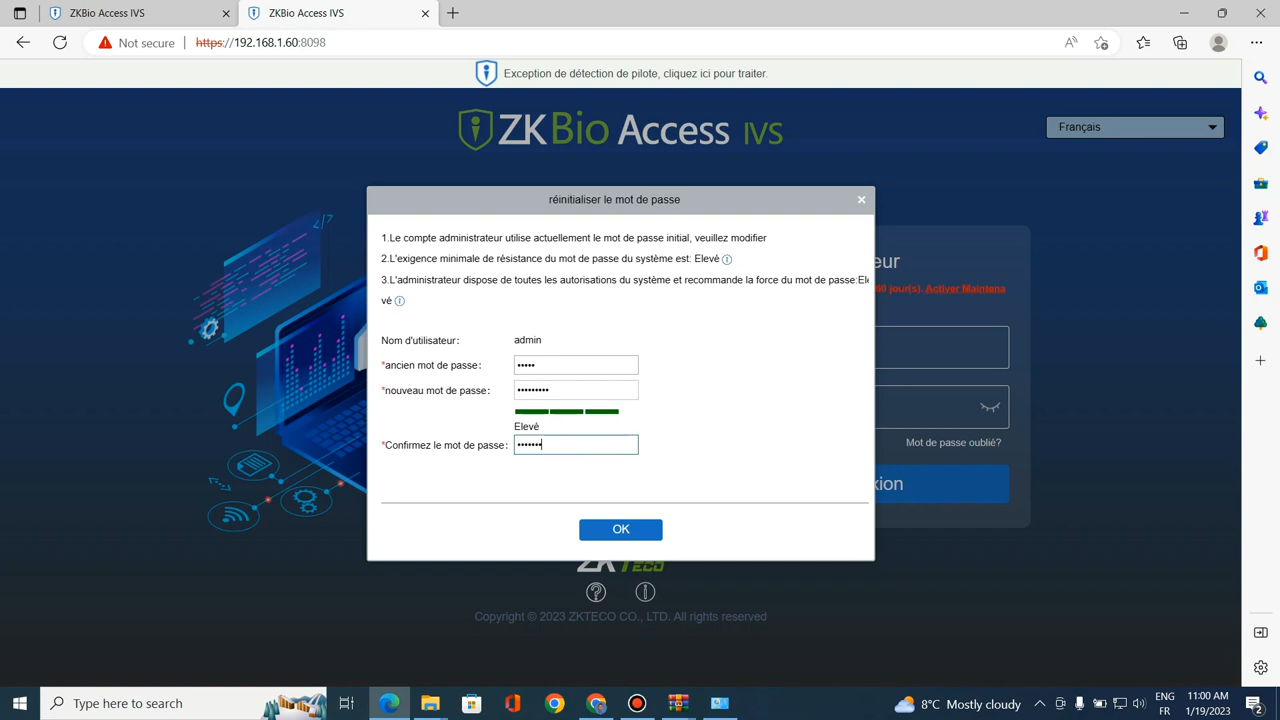 ZKBio Access IVS
ZKBio Access IVS
Not secure
https://192.168.1.60:8098
Exception de détection de pilote, cliquez ici pour traiter.
ZKBio Access IVS
Français
réinitialiser le mot de passe
1.Le compte administrateur utilise actuellement le mot de passe initial, veuillez modifier
2.L'exigence minimale de résistance du mot de passe du système est: Elevé
3.L'administrateur dispose de toutes les autorisations du système et recommande la force du mot de passe:Ele
vé
eur
60 jour(s). Activer Maintena
Nom d'utilisateur: admin
*ancien mot de passe: •••••
*nouveau mot de passe: •••••••••
Elevé
*Confirmez le mot de passe: •••••••
Mot de passe oublié?
xion
OK
ZKTeco
Copyright © 2023 ZKTECO CO., LTD. All rights reserved
Type here to search
8°C Mostly cloudy
ENG
FR
11:00 AM
1/19/2023
2